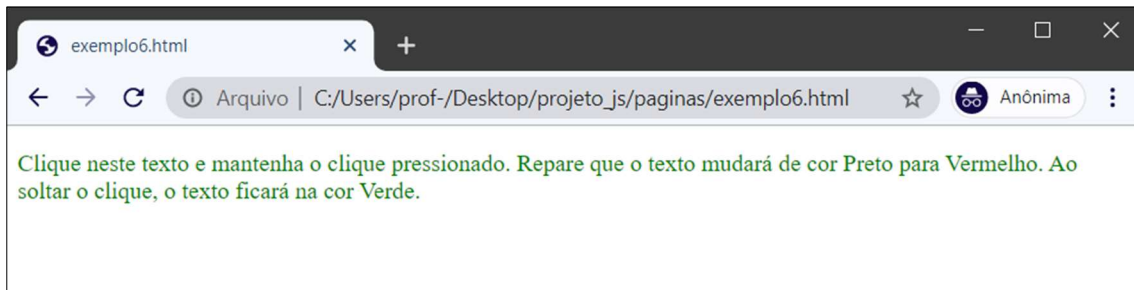 exemplo6.html
Arquivo | C:/Users/prof-/Desktop/projeto_js/paginas/exemplo6.html
Anônima
Clique neste texto e mantenha o clique pressionado. Repare que o texto mudará de cor Preto para Vermelho. Ao
soltar o clique, o texto ficará na cor Verde.